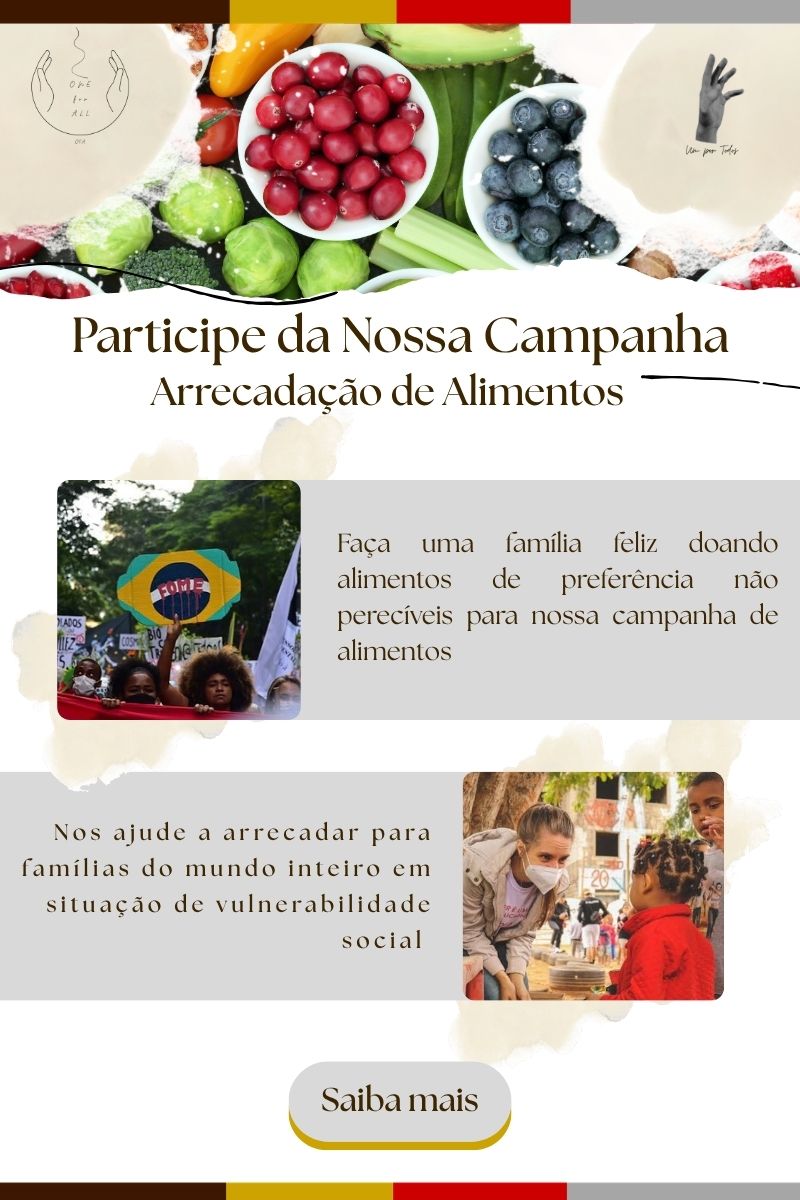 ONE
for
ALL
OFA
Um por Todos
Participe da Nossa Campanha
Arrecadação de Alimentos
FOME
Faça uma família feliz doando
alimentos de preferência não
perecíveis para nossa campanha de
alimentos
Nos ajude a arrecadar para
famílias do mundo inteiro em
situação de vulnerabilidade
social
20
Saiba mais